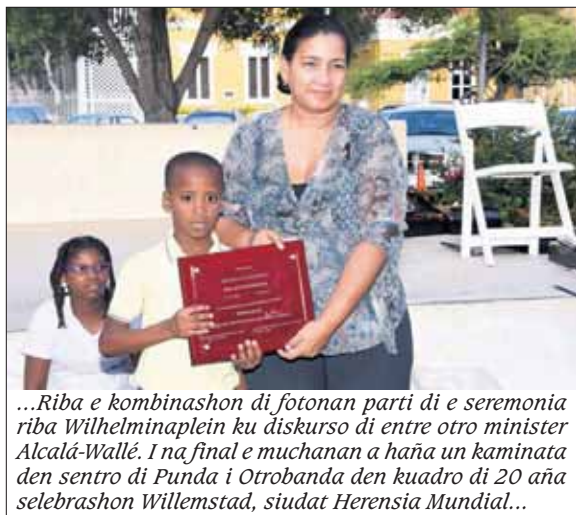 ...Riba e kombinashon di fotonan parti di e seremonia
riba Wilhelminaplein ku diskurso di entre otro minister
Alcalá-Wallé. I na final e muchanan a haña un kaminata
den sentro di Punda i Otrobanda den kuadro di 20 aña
selebrashon Willemstad, siudat Herensia Mundial...